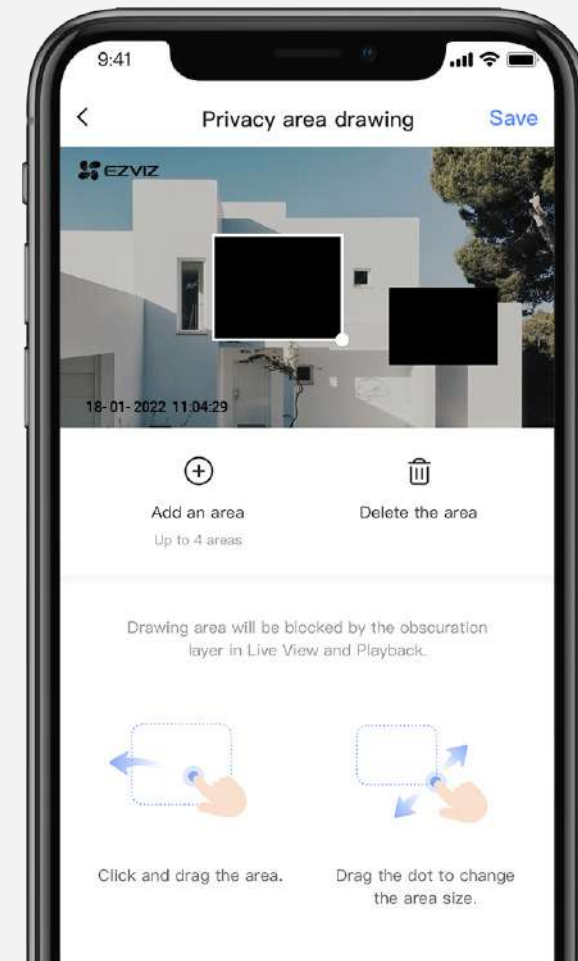 9:41
Privacy area drawing
Save
EZVIZ
18-01-2022 11:04:29
Add an area
Up to 4 areas
Delete the area
Drawing area will be blocked by the obscuration
layer in Live View and Playback.
Click and drag the area.
Drag the dot to change
the area size.